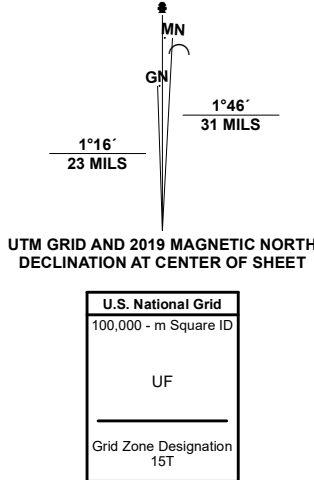 MN
GN
1°46´
31 MILS
1°16´
23 MILS
UTM GRID AND 2019 MAGNETIC NORTH
DECLINATION AT CENTER OF SHEET
U.S. National Grid
100,000 - m Square ID
UF
Grid Zone Designation
15T